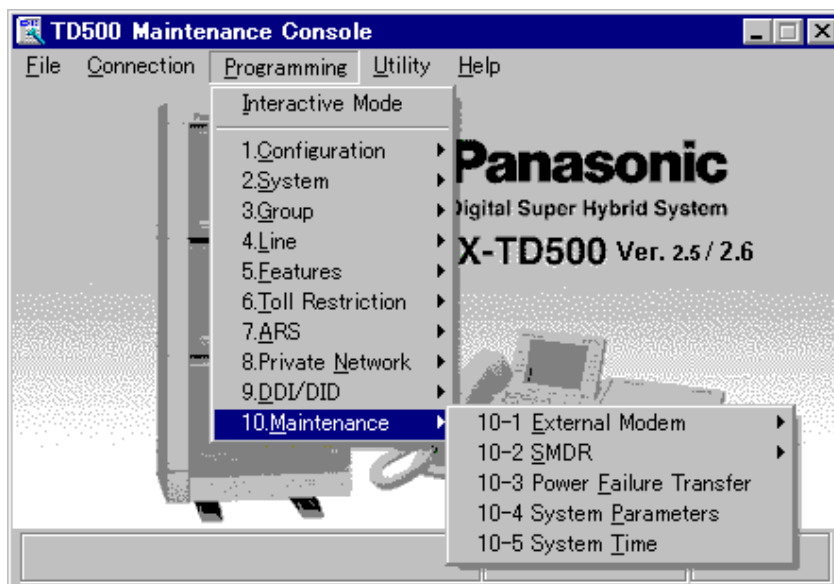 TD500 Maintenance Console
File Connection Programming Utility Help
Interactive Mode
1.Configuration
2.System
3.Group
4.Line
5.Features
6.Toll Restriction
7.ARS
8.Private Network
9.DDI/DID
10.Maintenance
10-1 External Modem
10-2 SMDR
10-3 Power Failure Transfer
10-4 System Parameters
10-5 System Time
Panasonic
Digital Super Hybrid System
X-TD500 Ver. 2.5 / 2.6